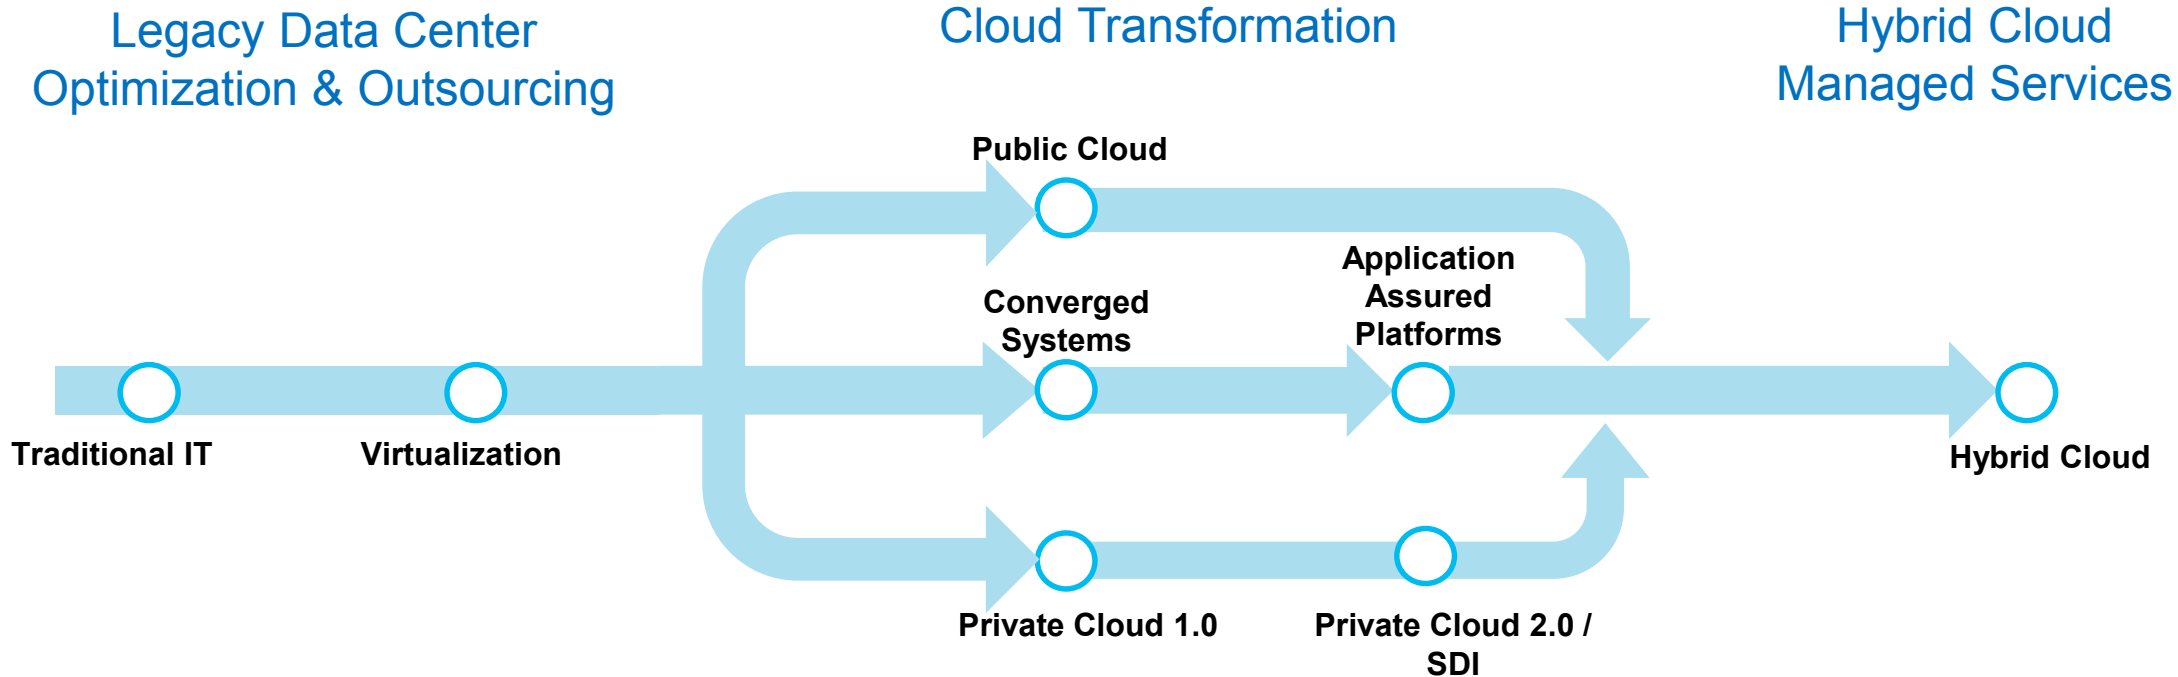 Legacy Data Center
Optimization & Outsourcing
Cloud Transformation
Hybrid Cloud
Managed Services
Public Cloud
Application
Assured
Platforms
Converged
Systems
Traditional IT
Virtualization
Hybrid Cloud
Private Cloud 1.0
Private Cloud 2.0 /
SDI